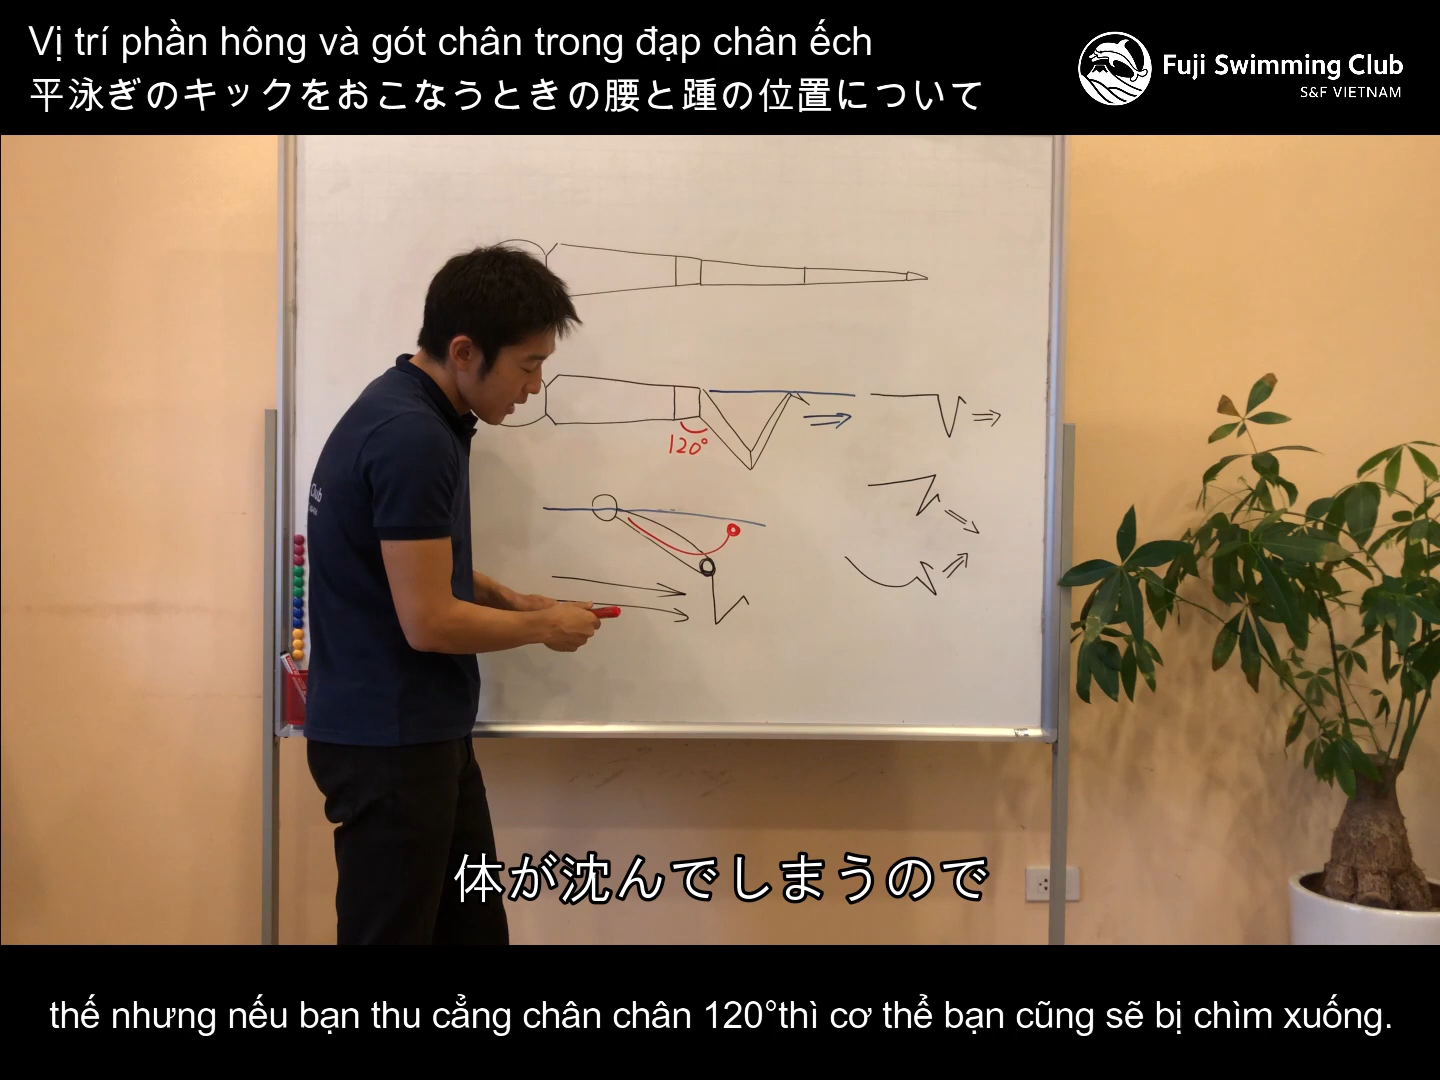 Vị trí phần hông và gót chân trong đạp chân ếch
平泳ぎのキックをおこなうときの腰と踵の位置について
Fuji Swimming Club
S&F VIETNAM
120°
Club
体が沈んでしまうので
thế nhưng nếu bạn thu cẳng chân chân 120°thì cơ thể bạn cũng sẽ bị chìm xuống.